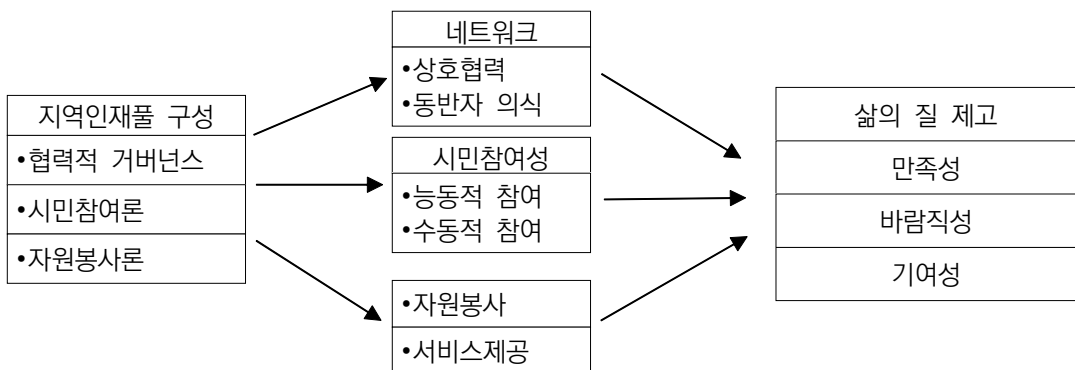 지역인재풀 구성
•협력적 거버넌스
•시민참여론
•자원봉사론
네트워크
•상호협력
•동반자 의식
시민참여성
•능동적 참여
•수동적 참여
•자원봉사
•서비스제공
삶의 질 제고
만족성
바람직성
기여성